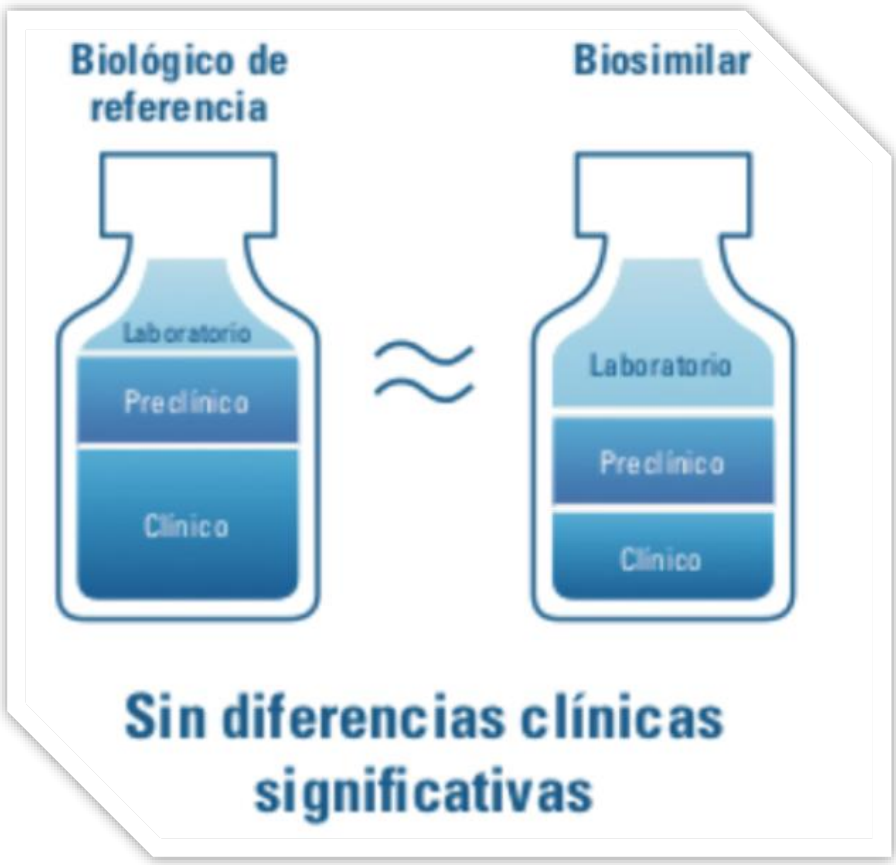 Biológico de
referencia
Biosimilar
Laboratorio
Preclínico
Clínico
≈
Laboratorio
Preclínico
Clínico
Sin diferencias clínicas
significativas